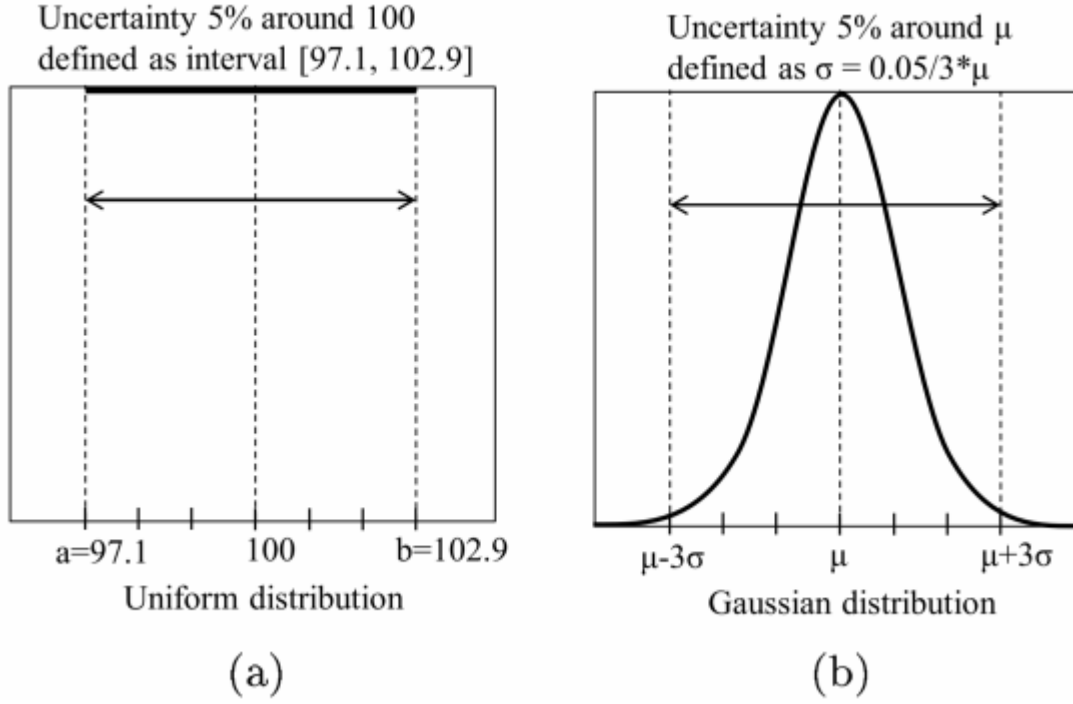 Uncertainty 5% around 100
defined as interval [97.1, 102.9]
a=97.1
100
b=102.9
Uniform distribution
(a)
Uncertainty 5% around μ
defined as σ = 0.05/3*μ
μ-3σ
μ
μ+3σ
Gaussian distribution
(b)